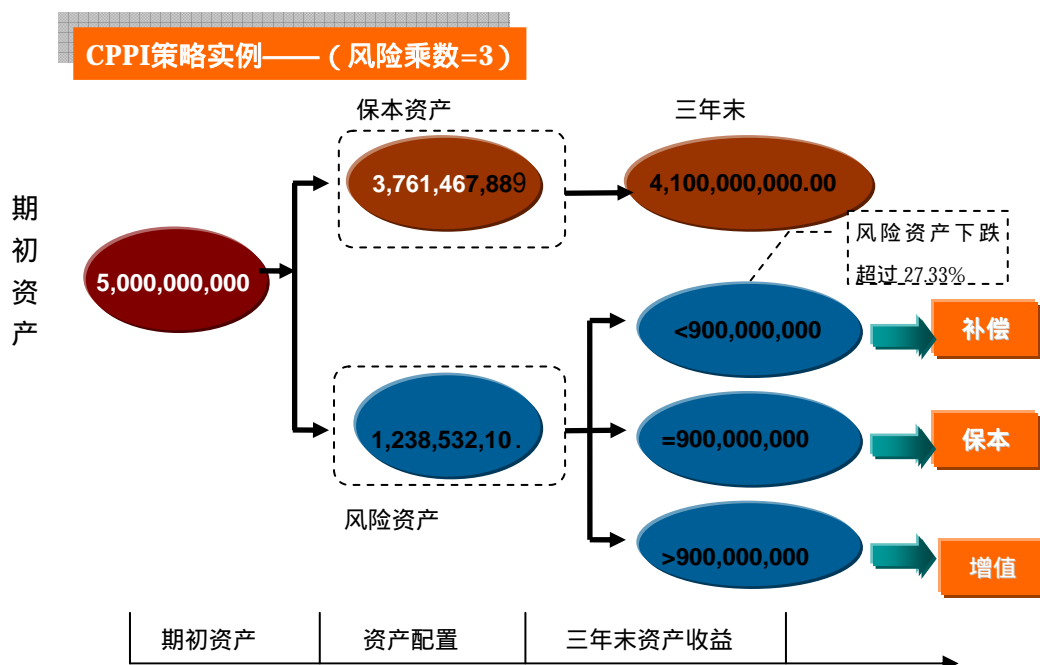 CPPI策略实例——（风险乘数=3）
保本资产
三年末
期初资产
5,000,000,000
3,761,467,889
4,100,000,000.00
风险资产下跌
超过 27.33%
<900,000,000
补偿
1,238,532,10.
=900,000,000
保本
风险资产
>900,000,000
增值
期初资产
资产配置
三年末资产收益